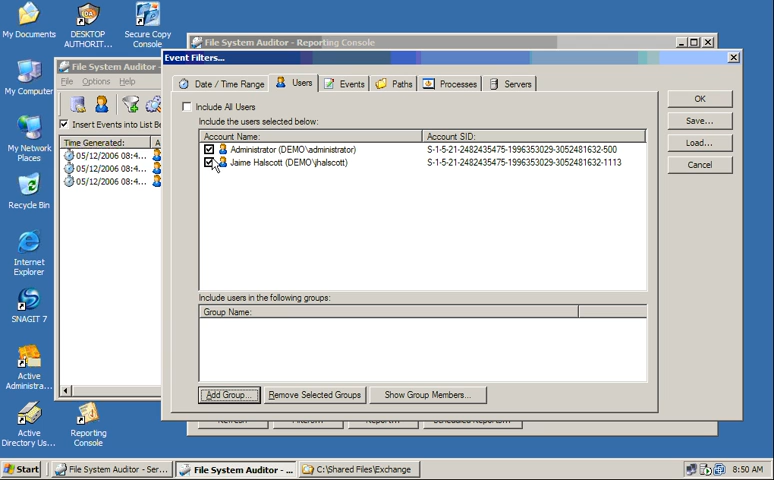 My Documents
DESKTOP
AUTHORIT...
Secure Copy
Console
My Computer
My Network
Places
Recycle Bin
Internet
Explorer
SNAGIT 7
Active
Administra...
Active
Directory Us...
Reporting
Console
File System Auditor - Reporting Console
File System Auditor -
File Options Help
Insert Events into List Be
Time Generated: A
05/12/2006 08:4...
05/12/2006 08:4...
05/12/2006 08:4...
Event Filters...
Date / Time Range
Users
Events
Paths
Processes
Servers
Include All Users
Include the users selected below:
Account Name: Account SID:
Administrator (DEMO\administrator) S-1-5-21-2482435475-1996353029-3052481632-500
Jaime Halscott (DEMO\jhalscott) S-1-5-21-2482435475-1996353029-3052481632-1113
Include users in the following groups:
Group Name:
Add Group...
Remove Selected Groups
Show Group Members...
OK
Save...
Load...
Cancel
Start
File System Auditor - Ser...
File System Auditor - ...
C:\Shared Files\Exchange
8:50 AM